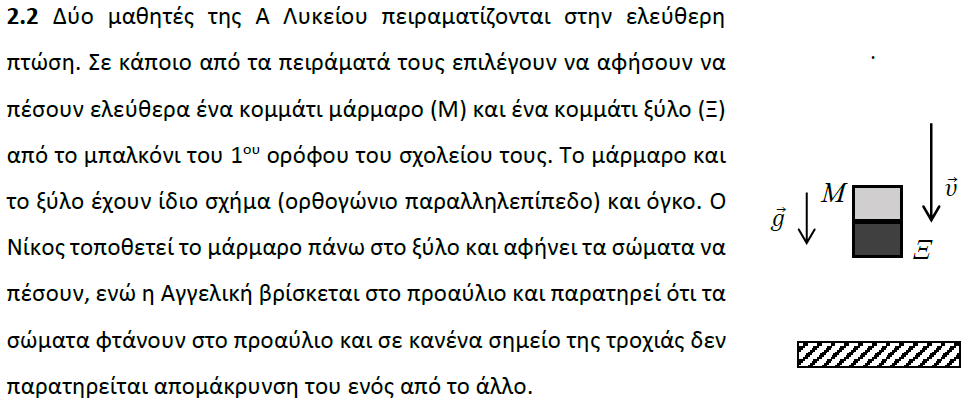 2.2 Δύο μαθητές της Α Λυκείου πειραματίζονται στην ελεύθερη
πτώση. Σε κάποιο από τα πειράματά τους επιλέγουν να αφήσουν να
πέσουν ελεύθερα ένα κομμάτι μάρμαρο (Μ) και ένα κομμάτι ξύλο (Ξ)
από το μπαλκόνι του 1ου ορόφου του σχολείου τους. Το μάρμαρο και
το ξύλο έχουν ίδιο σχήμα (ορθογώνιο παραλληλεπίπεδο) και όγκο. Ο
Νίκος τοποθετεί το μάρμαρο πάνω στο ξύλο και αφήνει τα σώματα να
πέσουν, ενώ η Αγγελική βρίσκεται στο προαύλιο και παρατηρεί ότι τα
σώματα φτάνουν στο προαύλιο και σε κανένα σημείο της τροχιάς δεν
παρατηρείται απομάκρυνση του ενός από το άλλο.
M
υ⃗
g⃗
Ξ